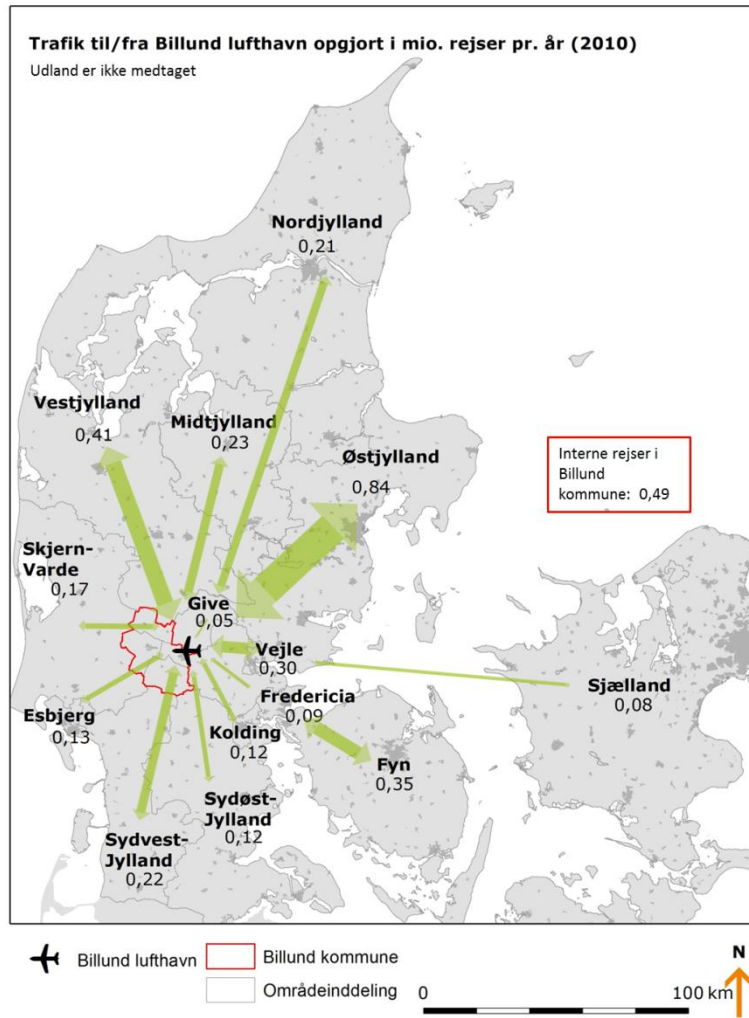 Trafik til/fra Billund lufthavn opgjort i mio. rejser pr. år (2010)
Udland er ikke medtaget
Nordjylland
0,21
Vestjylland
0,41
Midtjylland
0,23
Østjylland
0,84
Interne rejser i
Billund
kommune: 0,49
Skjern-
Varde
0,17
Give
0,05
Vejle
0,30
Sjælland
0,08
Fredericia
0,09
Esbjerg
0,13
Kolding
0,12
Fyn
0,35
Sydøst-
Jylland
0,12
Sydvest-
Jylland
0,22
Billund lufthavn
Billund kommune
Områdeinddeling
0
100 km
N